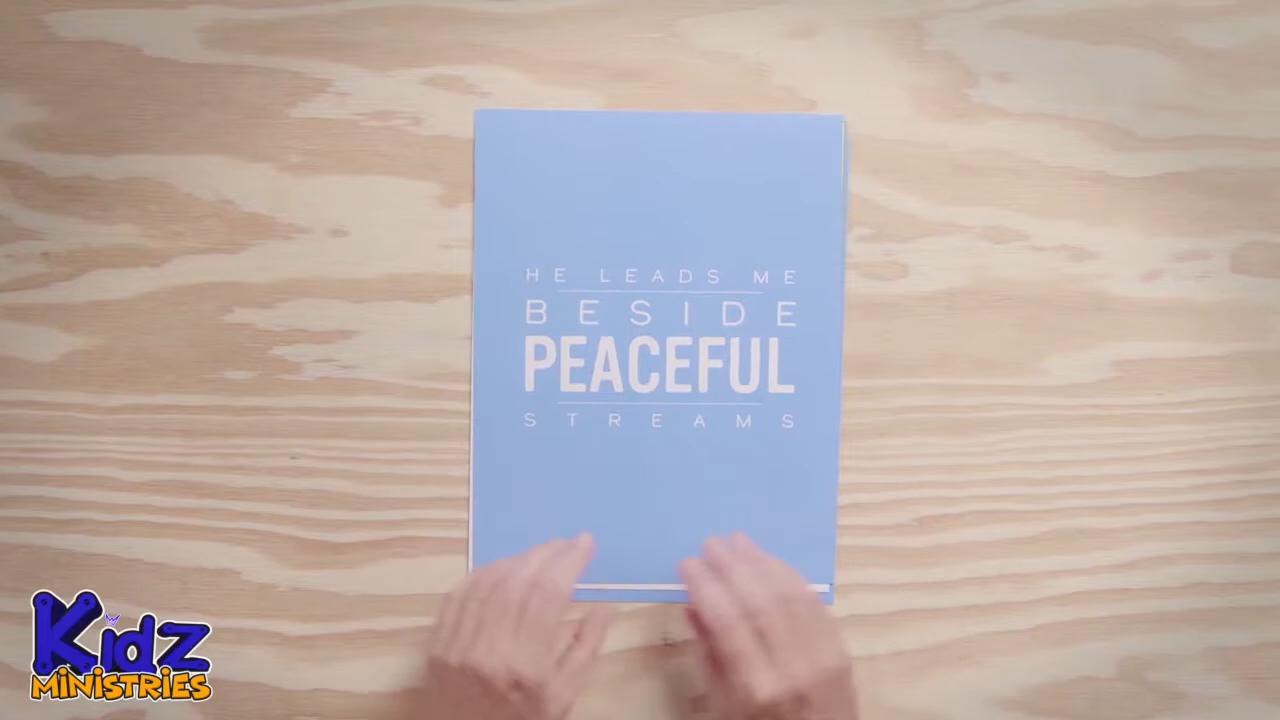 HE LEADS ME
BESIDE
PEACEFUL
STREAMS
Kidz
MINISTRIES